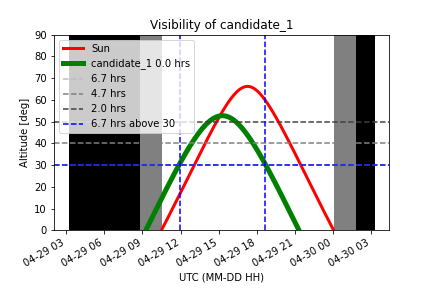 Visibility of candidate_1
Altitude [deg]
90
80
70
60
50
40
30
20
10
0
Sun
candidate_1 0.0 hrs
6.7 hrs
4.7 hrs
2.0 hrs
6.7 hrs above 30
04-29 03
04-29 06
04-29 09
04-29 12
04-29 15
04-29 18
04-29 21
04-30 00
04-30 03
UTC (MM-DD HH)